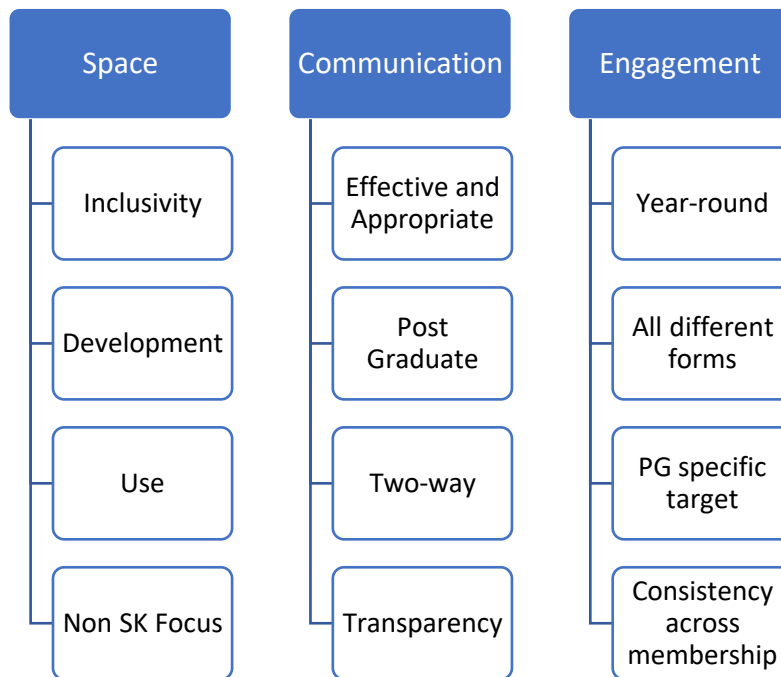 Space
Inclusivity
Development
Use
Non SK Focus
Communication
Effective and
Appropriate
Post
Graduate
Two-way
Transparency
Engagement
Year-round
All different
forms
PG specific
target
Consistency
across
membership